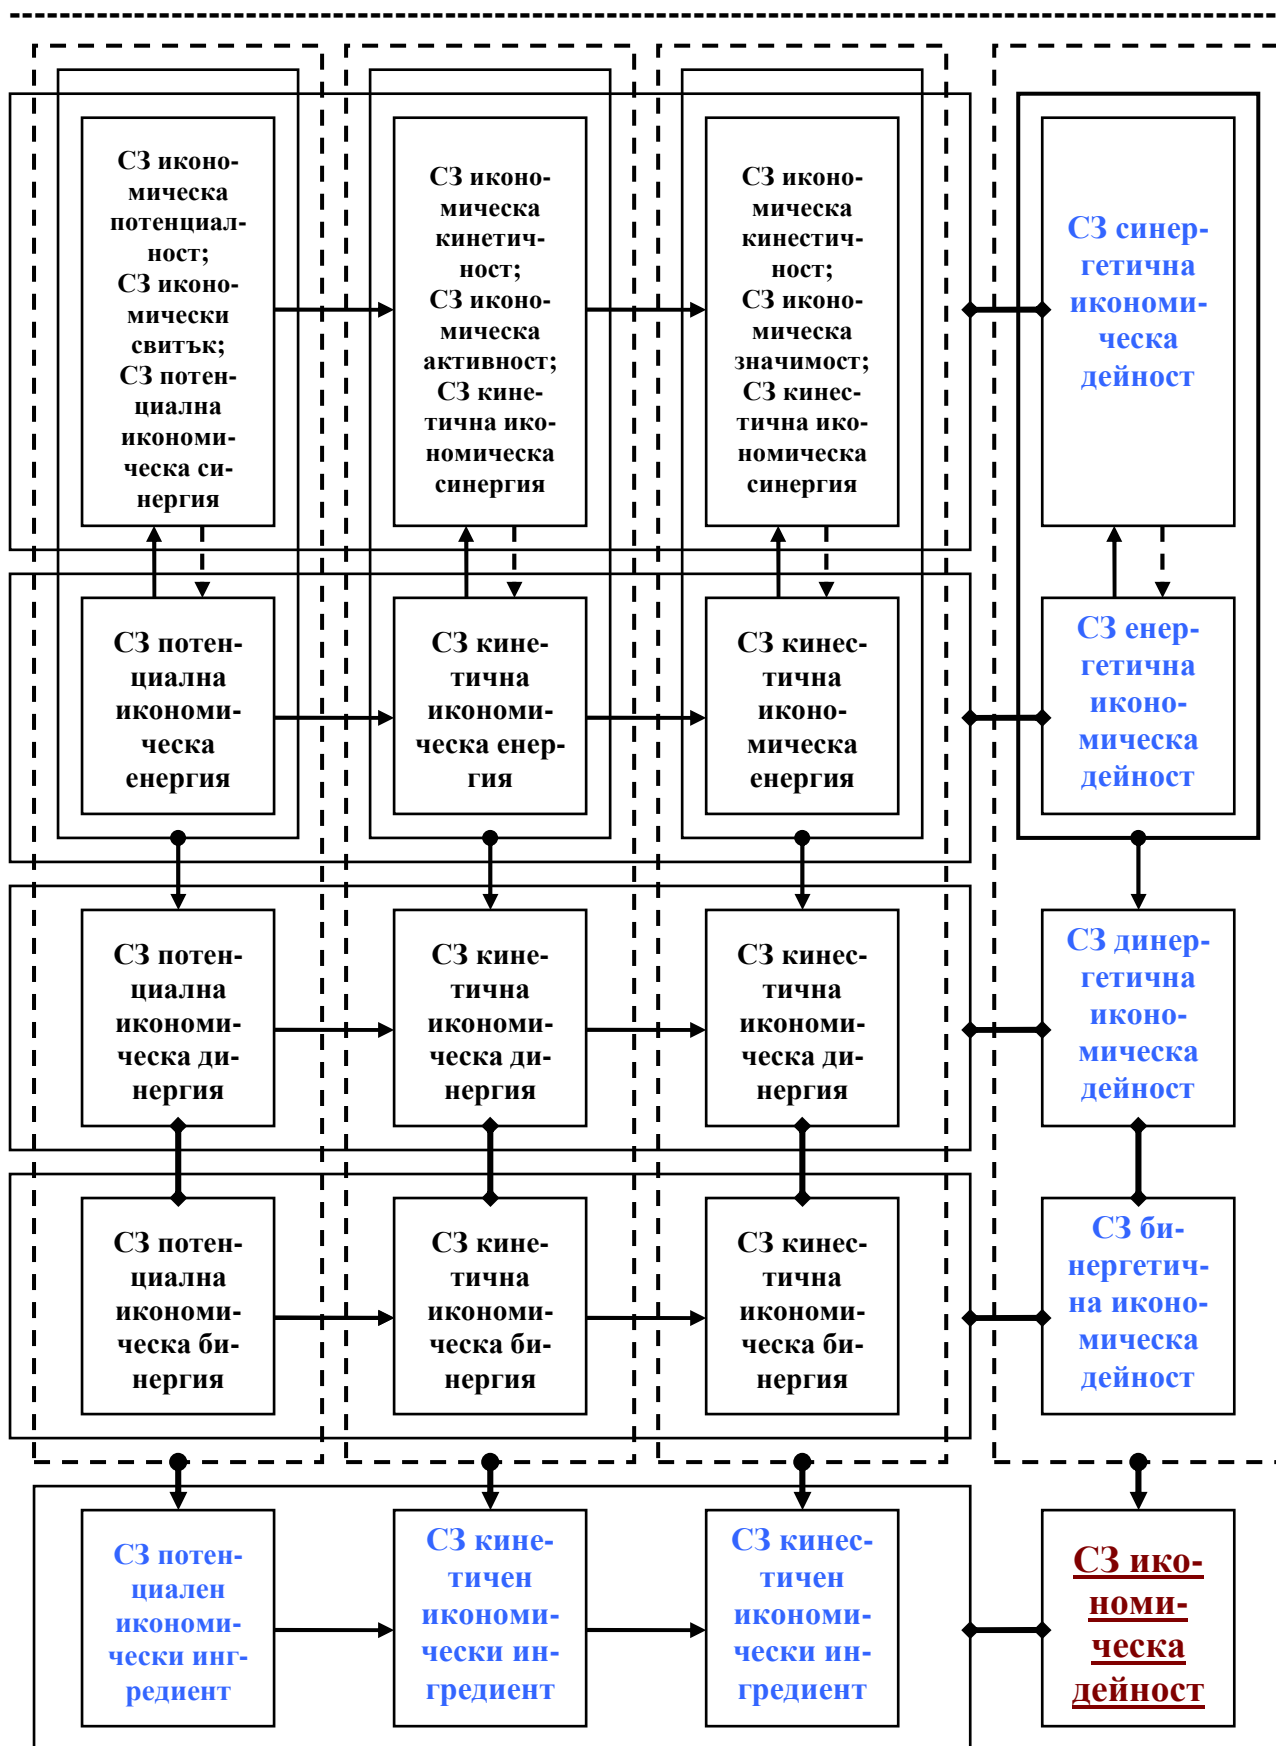 СЗ иконо-
мическа
потенциал-
ност;
СЗ иконо-
мически
свитък;
СЗ потен-
циална
икономи-
ческа си-
нергия
СЗ иконо-
мическа
кинетич-
ност;
СЗ иконо-
мическа
активност;
СЗ кине-
тична ико-
номическа
синергия
СЗ иконо-
мическа
кинестич-
ност;
СЗ иконо-
мическа
значимост;
СЗ кинес-
тична ико-
номическа
синергия
СЗ синер-
гетична
икономи-
ческа
дейност
СЗ потен-
циална
икономи-
ческа
енергия
СЗ кине-
тична
икономи-
ческа енер-
гия
СЗ кинес-
тична
иконо-
мическа
енергия
СЗ енер-
гетична
иконо-
мическа
дейност
СЗ потен-
циална
икономи-
ческа ди-
нергия
СЗ кине-
тична
икономи-
ческа ди-
нергия
СЗ кинес-
тична
икономи-
ческа ди-
нергия
СЗ динер-
гетична
иконо-
мическа
дейност
СЗ потен-
циална
икономи-
ческа би-
нергия
СЗ кине-
тична
икономи-
ческа би-
нергия
СЗ кинес-
тична
икономи-
ческа би-
нергия
СЗ би-
нергетич-
на иконо-
мическа
дейност
СЗ потен-
циален
икономи-
чески инг-
редиент
СЗ кине-
тичен
икономи-
чески ин-
гредиент
СЗ кинес-
тичен
икономи-
чески ин-
гредиент
СЗ ико-
номи-
ческа
дейност